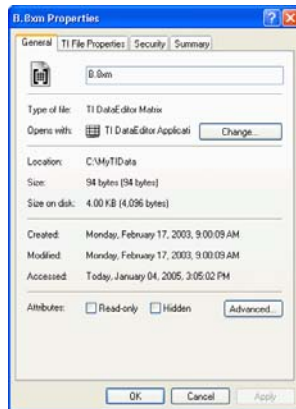 B.8xm Properties
General TI File Properties Security Summary
B.8xm
Type of file: TI DataEditor Matrix
Opens with: TI DataEditor Applicati Change...
Location: C:\MyTIData
Size: 94 bytes (94 bytes)
Size on disk: 4.00 KB (4,096 bytes)
Created: Monday, February 17, 2003, 9:00:09 AM
Modified: Monday, February 17, 2003, 9:00:09 AM
Accessed: Today, January 04, 2005, 3:05:02 PM
Attributes: Read-only Hidden Advanced...
OK Cancel Apply